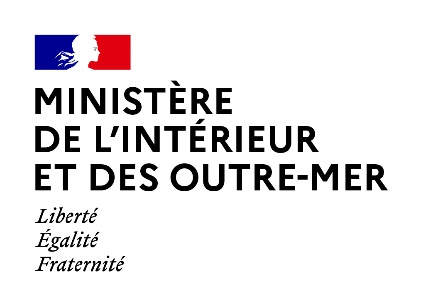 MINISTÈRE
DE L'INTÉRIEUR
ET DES OUTRE-MER
Liberté
Égalité
Fraternité